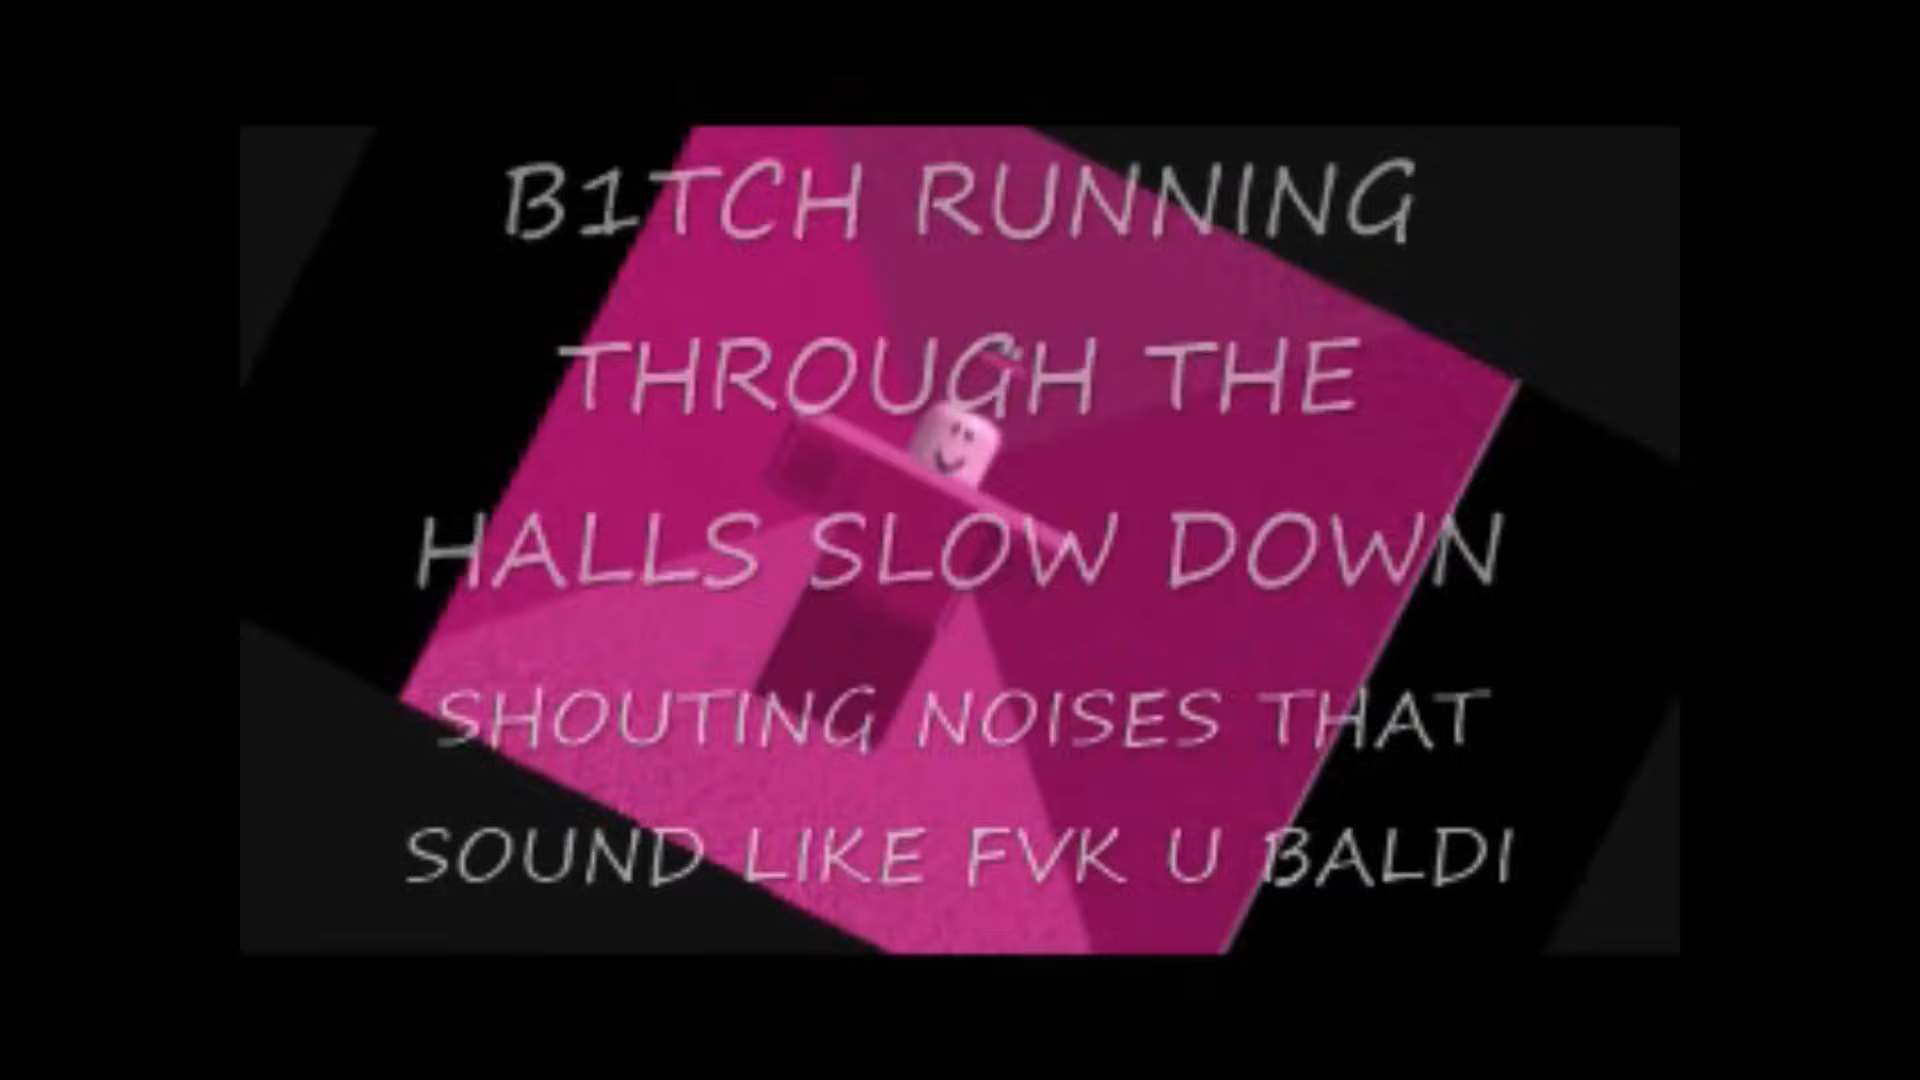 B1TCH RUNNING
THROUGH THE
HALLS SLOW DOWN
SHOUTING NOISES THAT
SOUND LIKE FVK U BALDI